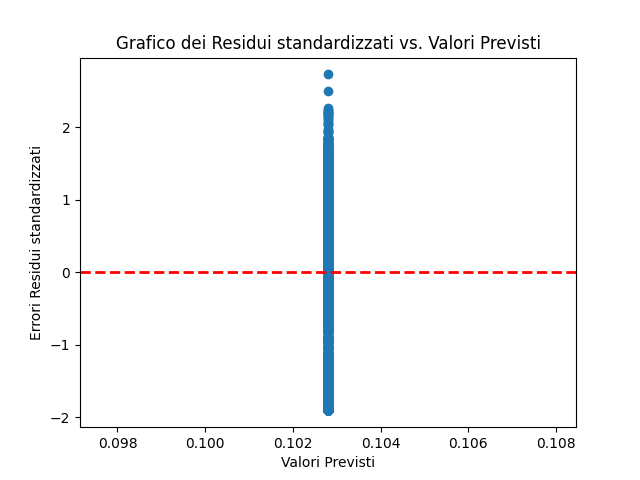 Grafico dei Residui standardizzati vs. Valori Previsti
Errori Residui standardizzati
2
1
0
−1
−2
0.098 0.100 0.102 0.104 0.106 0.108
Valori Previsti